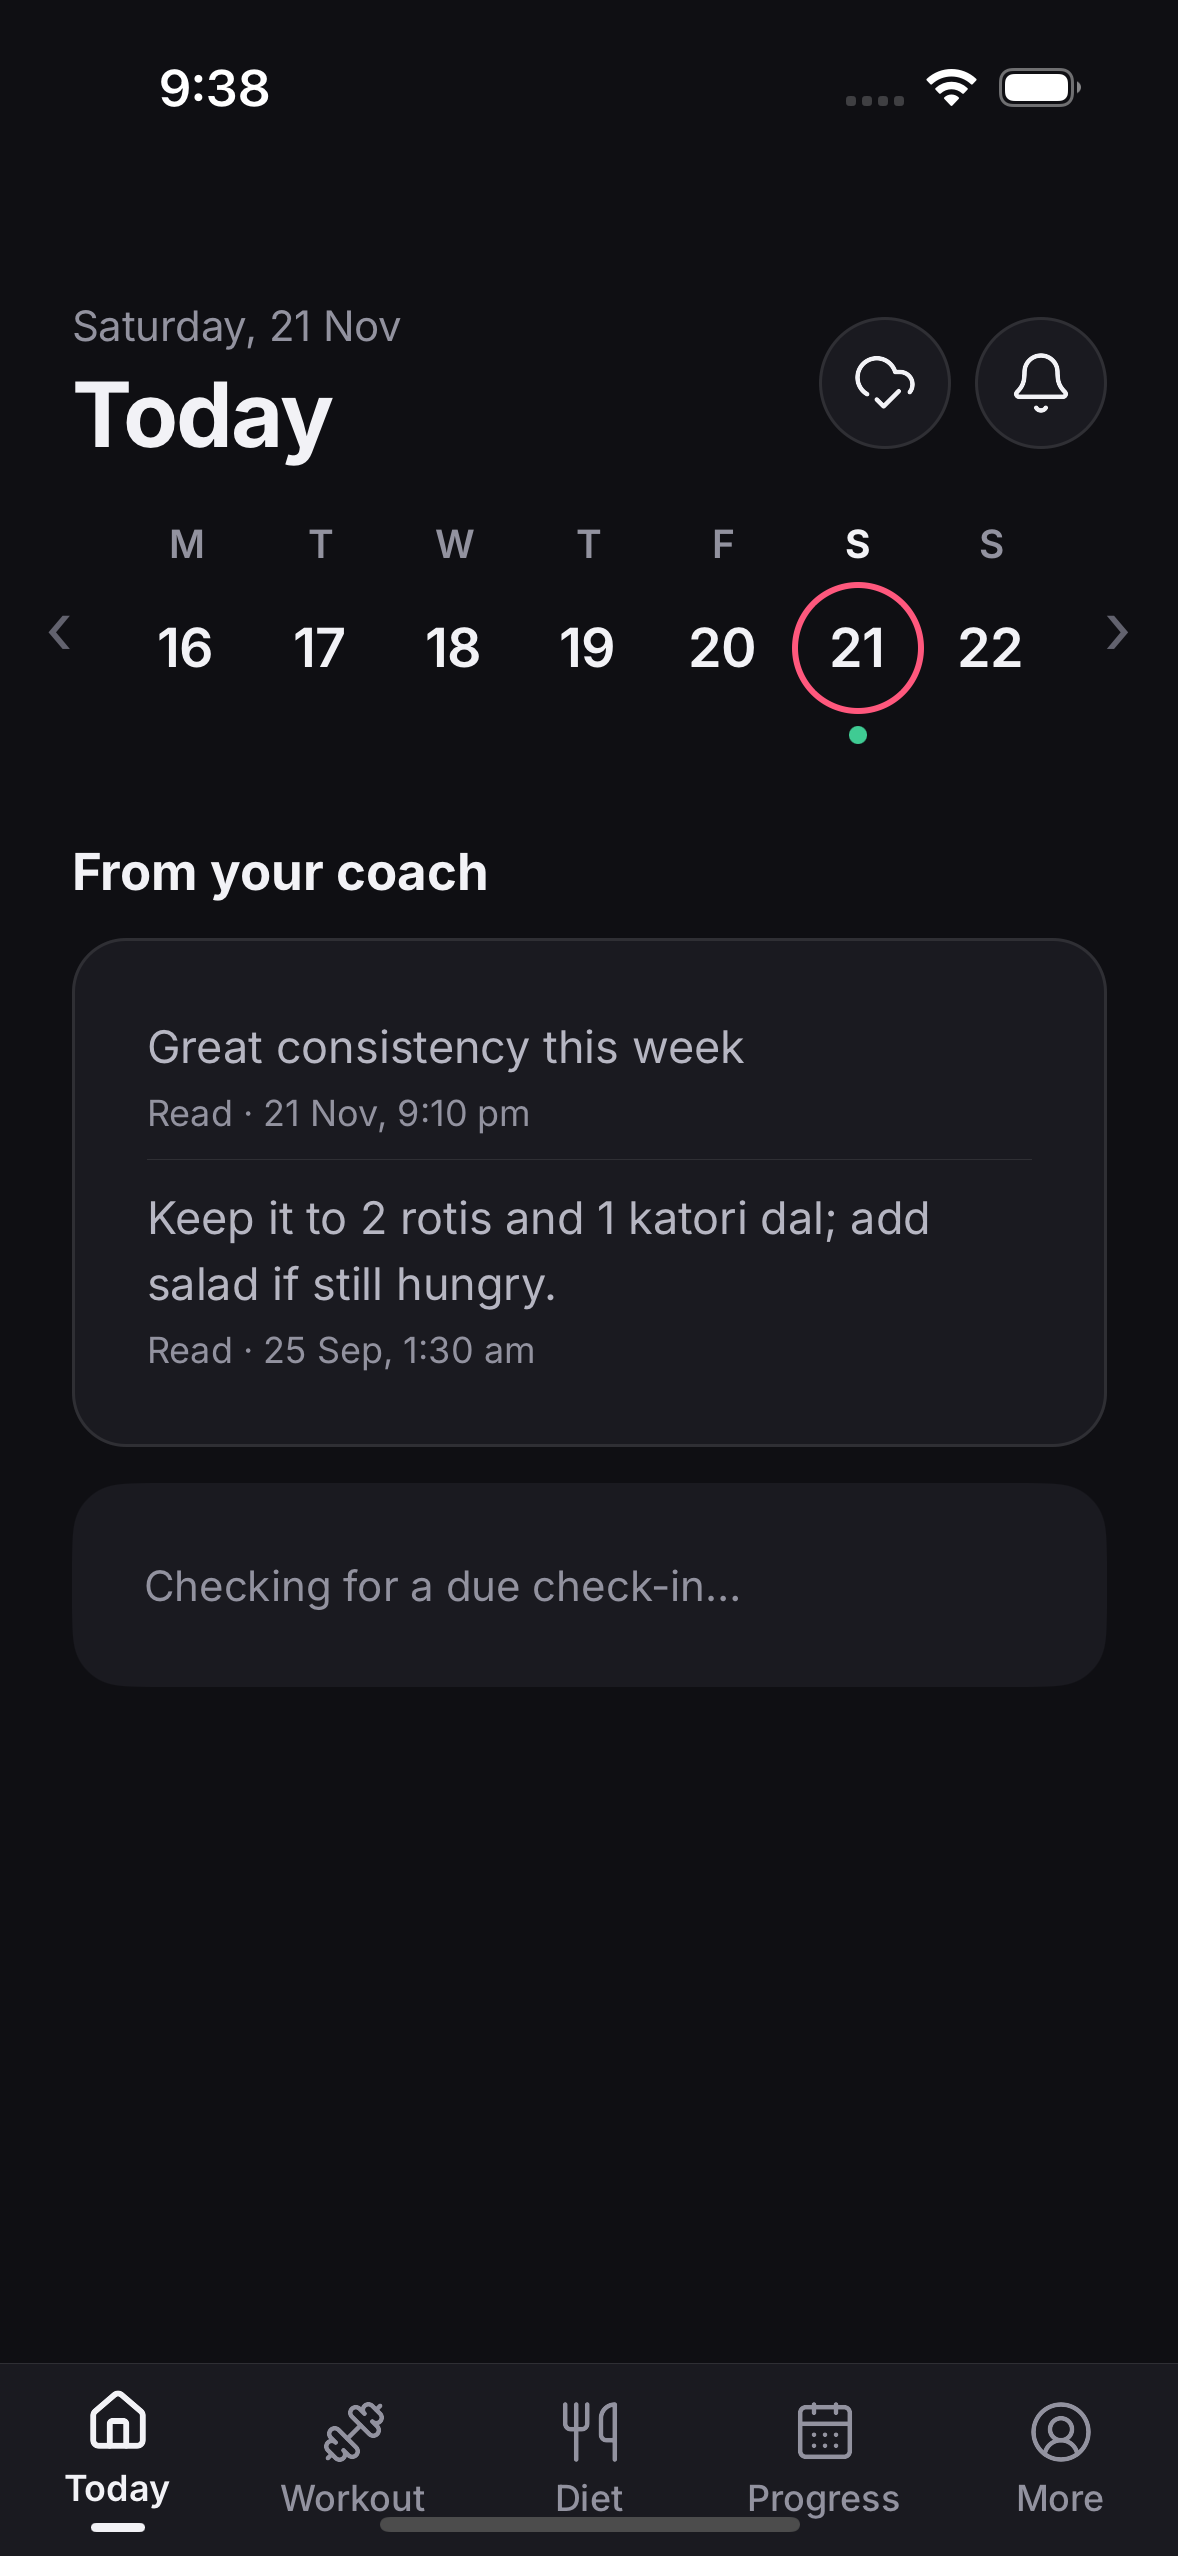 9:38
Saturday, 21 Nov
Today
M T W T F S S
16 17 18 19 20 21 22
From your coach
Great consistency this week
Read · 21 Nov, 9:10 pm
Keep it to 2 rotis and 1 katori dal; add
salad if still hungry.
Read · 25 Sep, 1:30 am
Checking for a due check-in...
Today Workout Diet Progress More